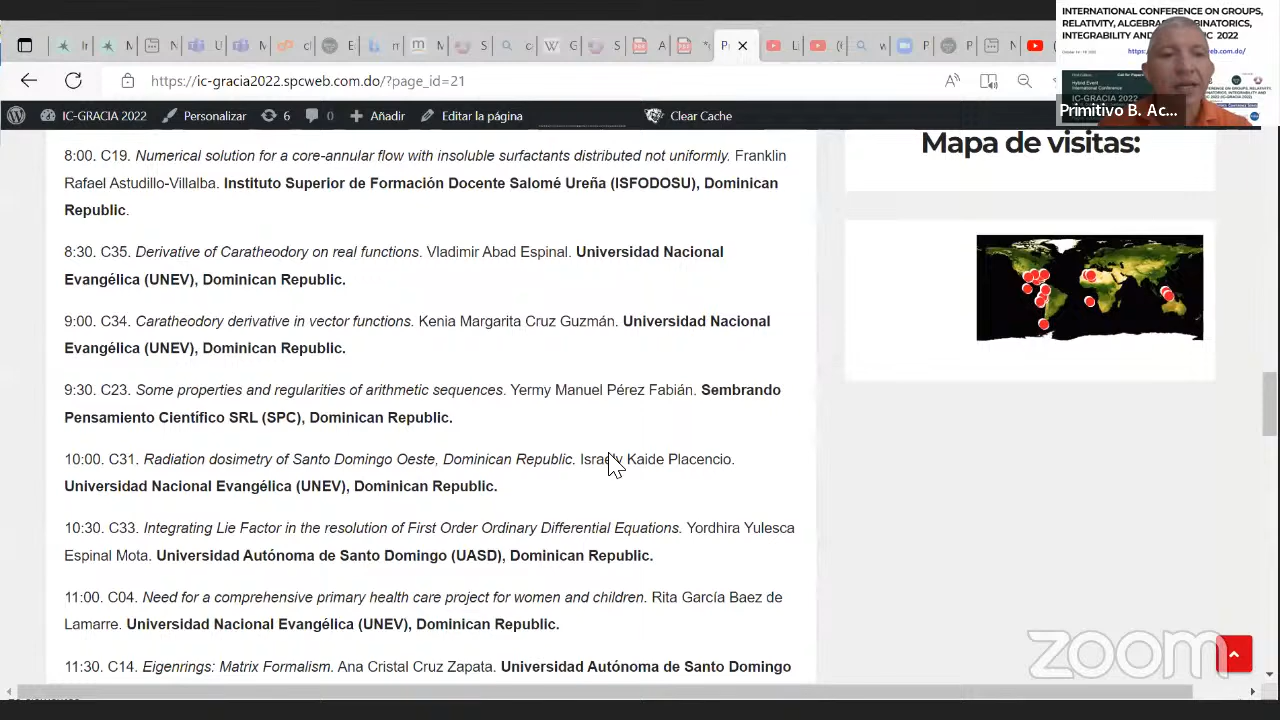 INTERNATIONAL CONFERENCE ON GROUPS,
RELATIVITY, ALGEBRA
INTEGRABILITY AND
2022
Primitivo B. Ac...
https://ic-gracia2022.spcweb.com.do/?page_id=21
IC-GRACIA 2022
Personalizar
0
Editar la página
Clear Cache
8:00. C19. Numerical solution for a core-annular flow with insoluble surfactants distributed not uniformly. Franklin
Rafael Astudillo-Villalba. Instituto Superior de Formación Docente Salomé Ureña (ISFODOSU), Dominican
Republic.
8:30. C35. Derivative of Caratheodory on real functions. Vladimir Abad Espinal. Universidad Nacional
Evangélica (UNEV), Dominican Republic.
9:00. C34. Caratheodory derivative in vector functions. Kenia Margarita Cruz Guzmán. Universidad Nacional
Evangélica (UNEV), Dominican Republic.
9:30. C23. Some properties and regularities of arithmetic sequences. Yermy Manuel Pérez Fabián. Sembrando
Pensamiento Científico SRL (SPC), Dominican Republic.
10:00. C31. Radiation dosimetry of Santo Domingo Oeste, Dominican Republic. Kaide Placencio.
Universidad Nacional Evangélica (UNEV), Dominican Republic.
10:30. C33. Integrating Lie Factor in the resolution of First Order Ordinary Differential Equations. Yordhira Yulesca
Espinal Mota. Universidad Autónoma de Santo Domingo (UASD), Dominican Republic.
11:00. C04. Need for a comprehensive primary health care project for women and children. Rita García Baez de
Lamarre. Universidad Nacional Evangélica (UNEV), Dominican Republic.
11:30. C14. Eigenrings: Matrix Formalism. Ana Cristal Cruz Zapata. Universidad Autónoma de Santo Domingo
Mapa de visitas:
zoom